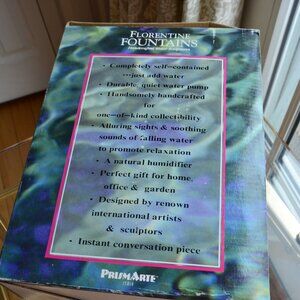 FLORENTINE
FOUNTAINS
• Completely self-contained
...just add water
• Durable, quiet water pump
• Handsomely handcrafted
for
one-of-kind collectibility
• Alluring sights & soothing
sounds of falling water
to promote relaxation
• A natural humidifier
• Perfect gift for home,
office & garden
• Designed by renown
international artists
& sculptors
• Instant conversation piece
PRISMARTE